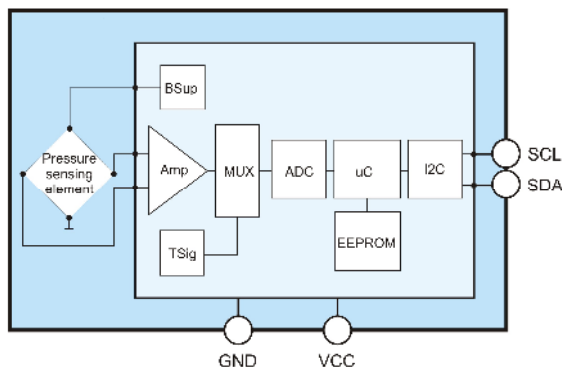 BSup
Pressure
sensing
element
Amp
MUX
ADC
uC
I2C
SCL
SDA
TSig
EEPROM
GND
VCC